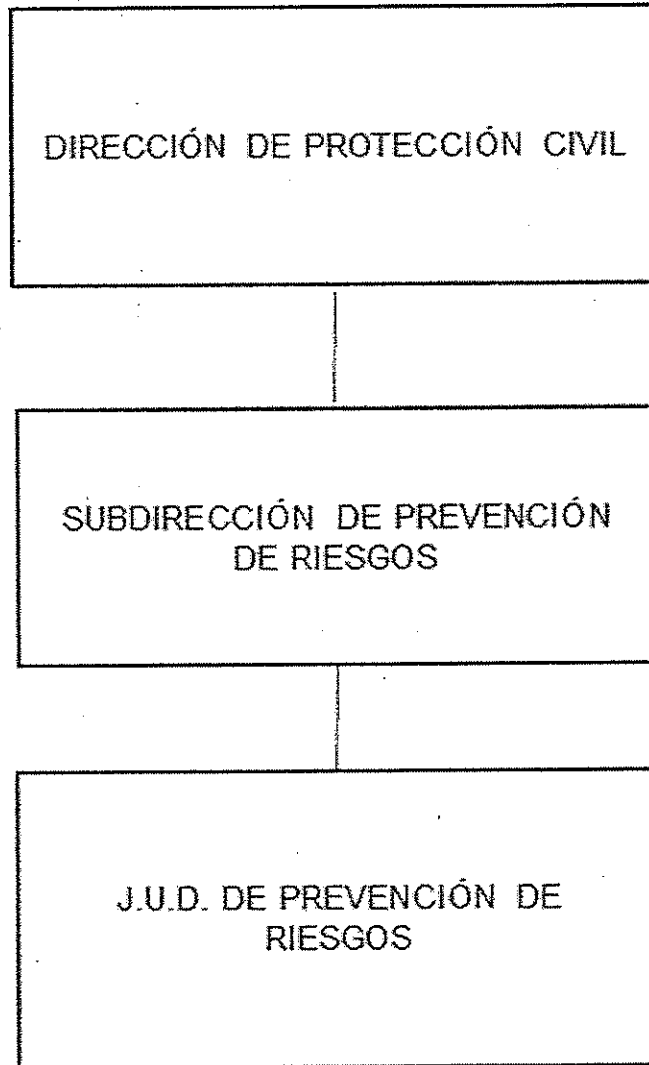 DIRECCIÓN DE PROTECCIÓN CIVIL
SUBDIRECCIÓN DE PREVENCIÓN
DE RIESGOS
J.U.D. DE PREVENCIÓN DE
RIESGOS